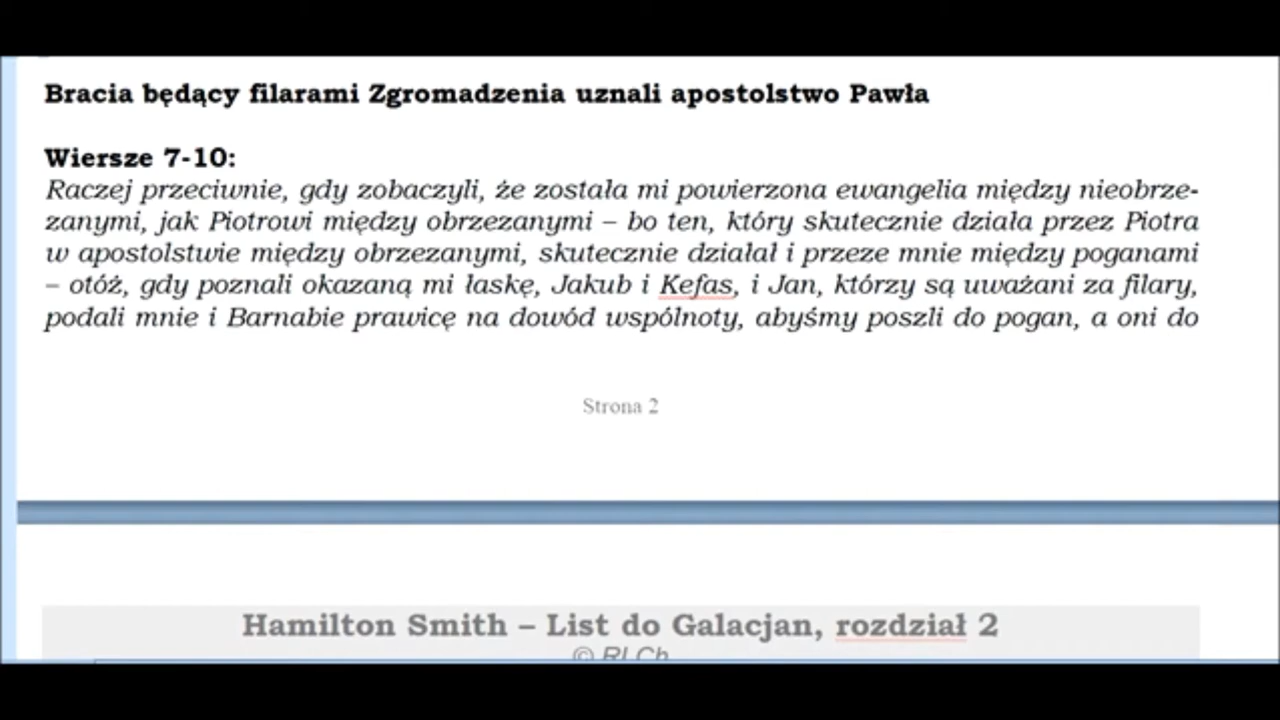 Bracia będący filarami Zgromadzenia uznali apostolstwo Pawła
Wiersze 7-10:
Raczej przeciwnie, gdy zobaczyli, że została mi powierzona ewangelia między nieobrze-
zanymi, jak Piotrowi między obrzezanymi – bo ten, który skutecznie działa przez Piotra
w apostolstwie między obrzezanymi, skutecznie działał i przeze mnie między poganami
– otóż, gdy poznali okazaną mi łaskę, Jakub i Kefas, i Jan, którzy są uważani za filary,
podali mnie i Barnabie prawicę na dowód wspólnoty, abyśmy poszli do pogan, a oni do
Strona 2
Hamilton Smith – List do Galacjan, rozdział 2
© RLCh